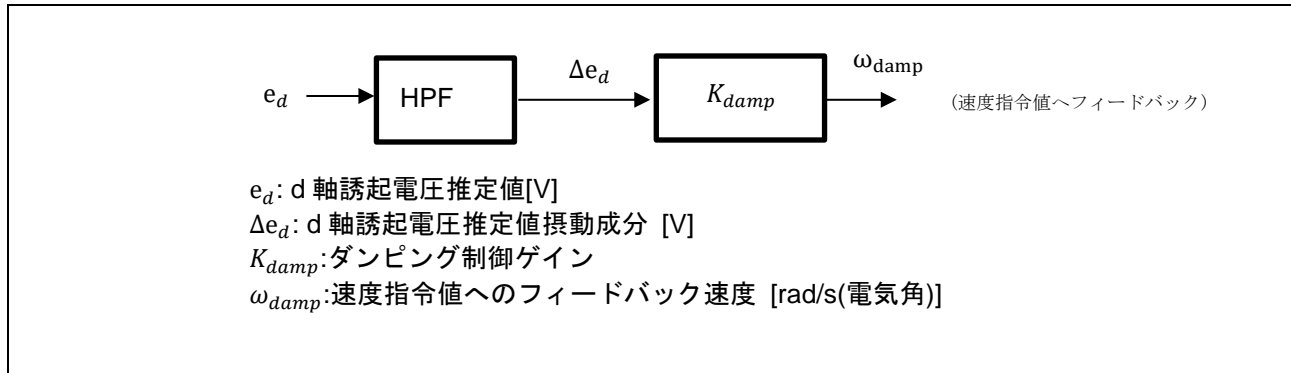 e_d HPF Δe_d K_damp ω_damp (速度指令値へフィードバック)
e_d: d 軸誘起電圧推定値[V]
Δe_d: d 軸誘起電圧推定値摂動成分 [V]
K_damp:ダンピング制御ゲイン
ω_damp:速度指令値へのフィードバック速度 [rad/s(電気角)]